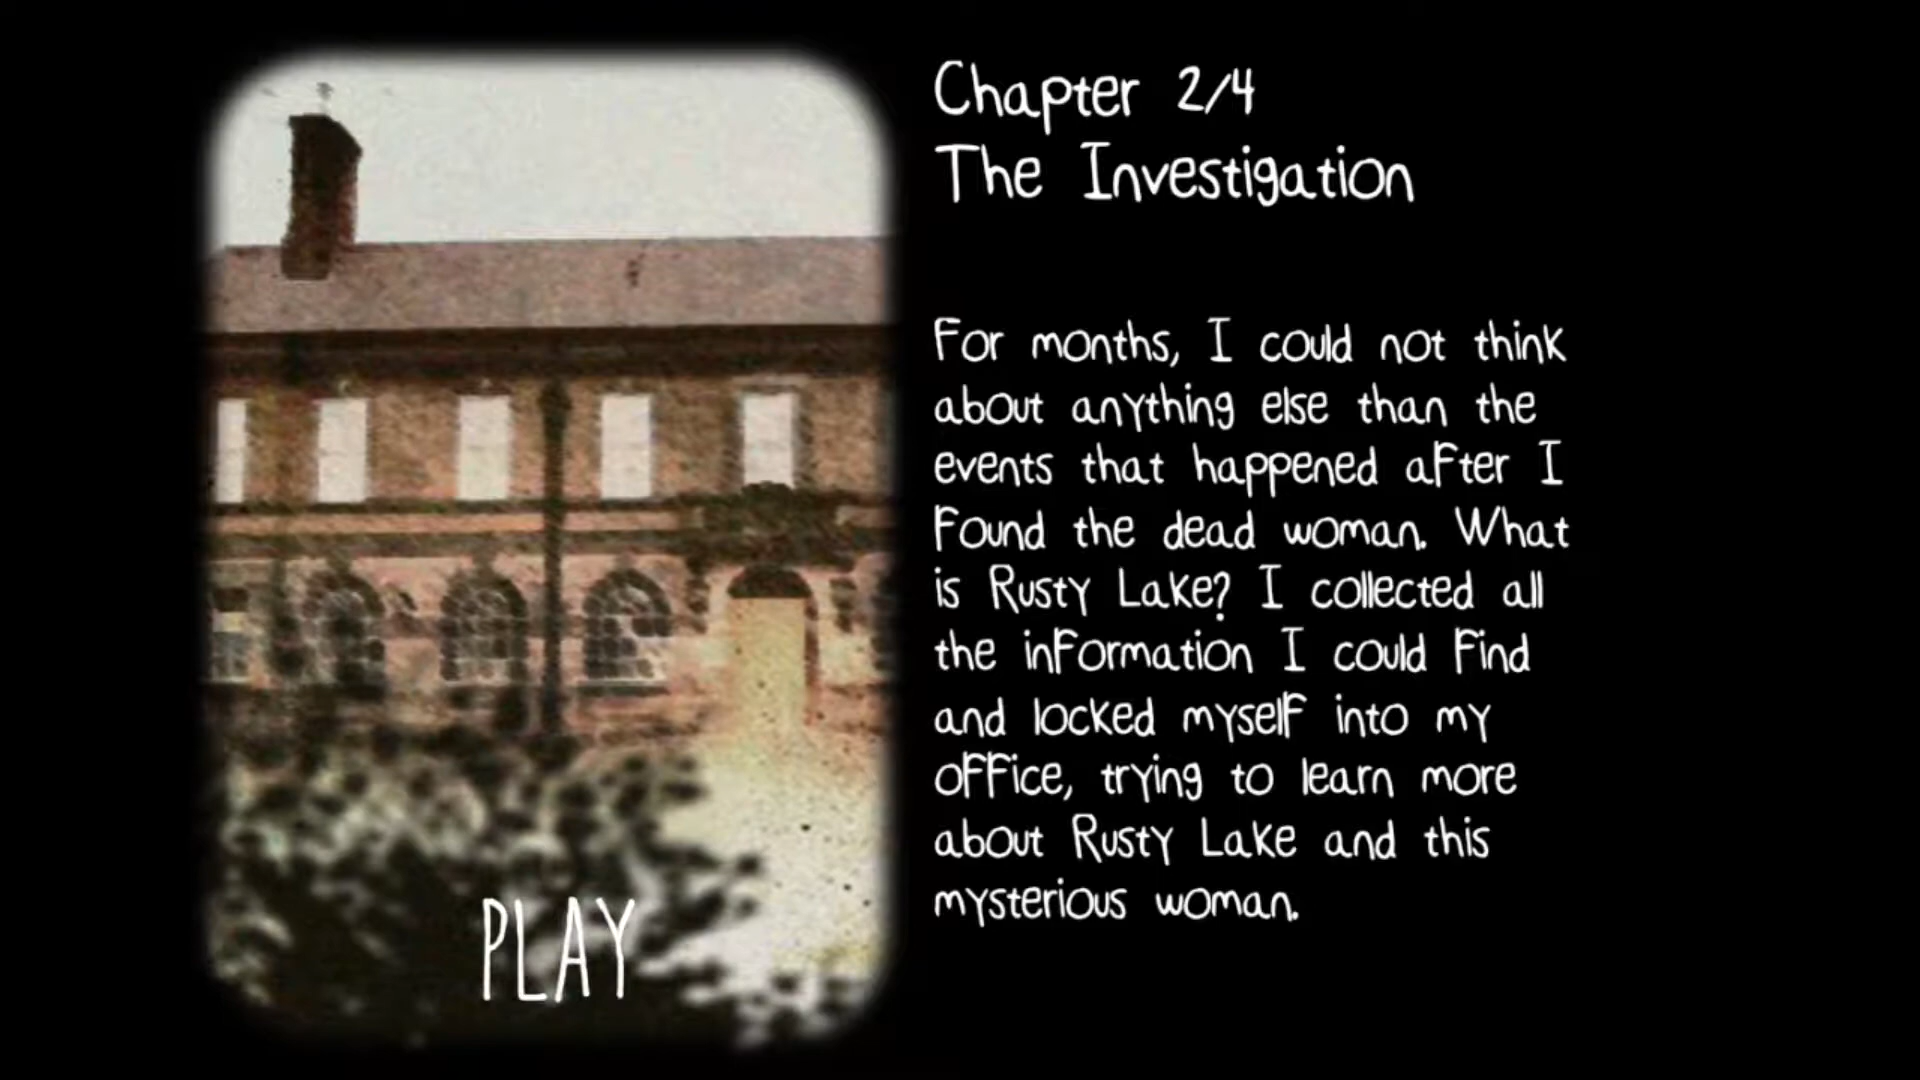 Chapter 2/4
The Investigation
For months, I could not think
about anything else than the
events that happened after I
found the dead woman. What
is Rusty Lake? I collected all
the information I could find
and locked myself into my
office, trying to learn more
about Rusty Lake and this
mysterious woman.
PLAY